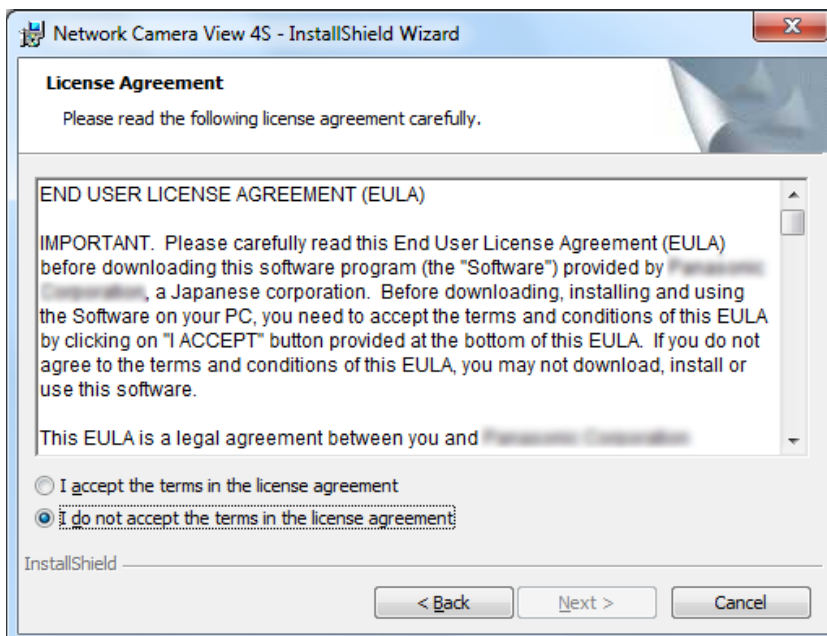 Network Camera View 4S - InstallShield Wizard
License Agreement
Please read the following license agreement carefully.
END USER LICENSE AGREEMENT (EULA)
IMPORTANT.  Please carefully read this End User License Agreement (EULA)
before downloading this software program (the "Software") provided by
, a Japanese corporation.  Before downloading, installing and using
the Software on your PC, you need to accept the terms and conditions of this EULA
by clicking on "I ACCEPT" button provided at the bottom of this EULA.  If you do not
agree to the terms and conditions of this EULA, you may not download, install or
use this software.
This EULA is a legal agreement between you and
I accept the terms in the license agreement
I do not accept the terms in the license agreement
InstallShield
< Back
Next >
Cancel